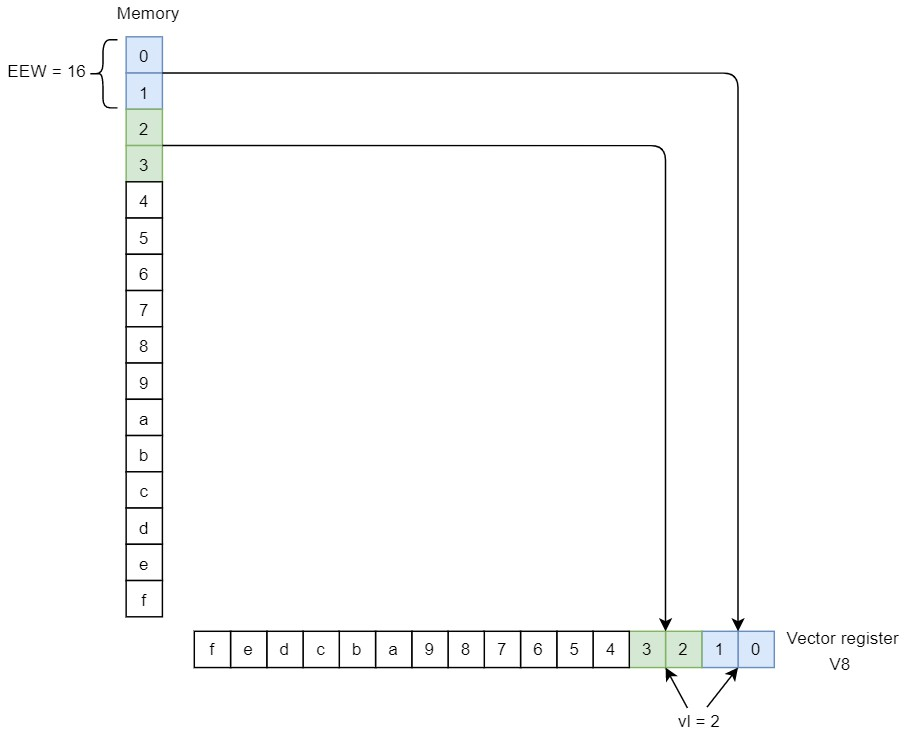 Memory
EEW = 16
0
1
2
3
4
5
6
7
8
9
a
b
c
d
e
f
f e d c b a 9 8 7 6 5 4 3 2 1 0
Vector register
V8
vl = 2